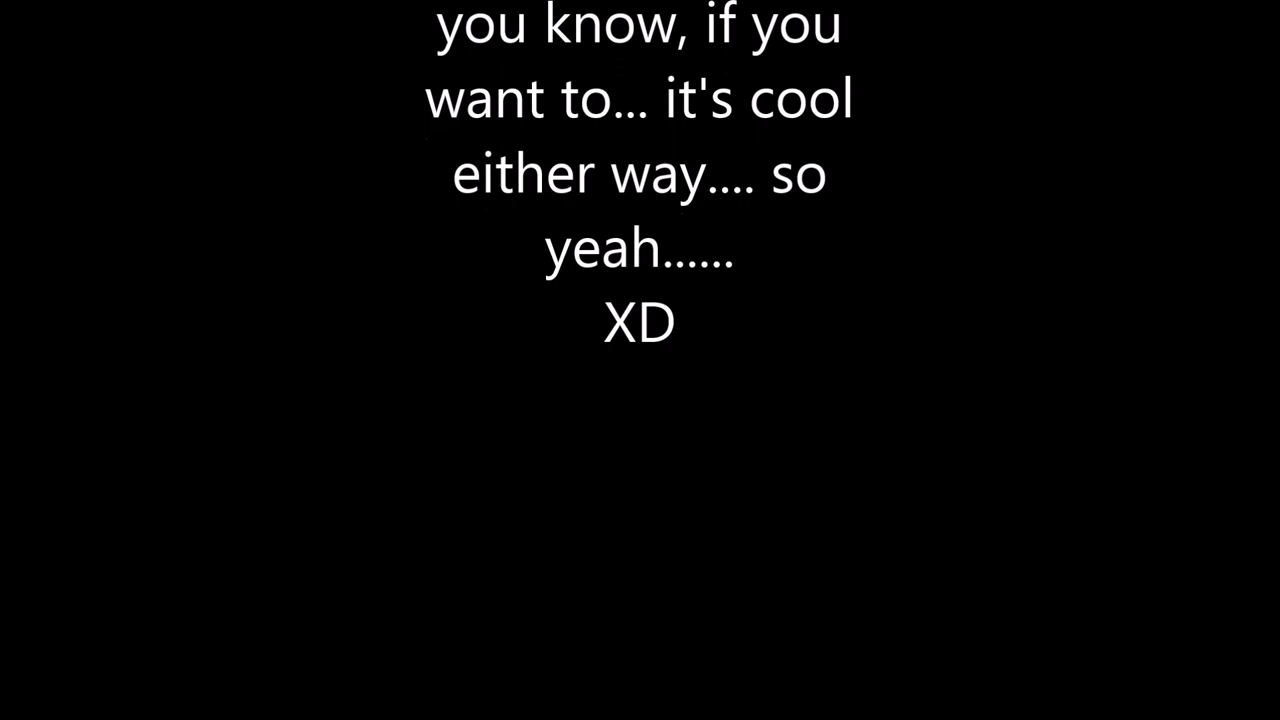 you know, if you
want to... it's cool
either way.... so
yeah......
XD